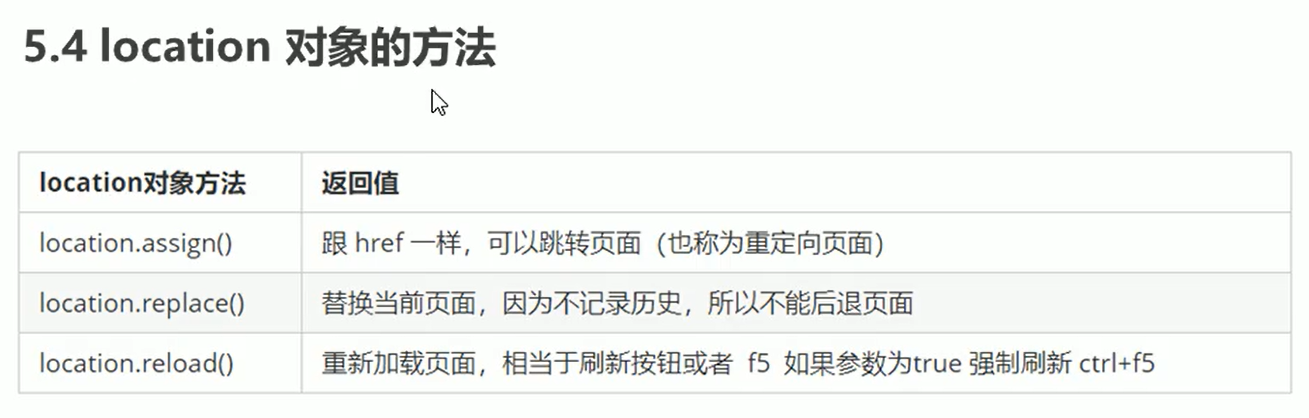 5.4 location 对象的方法
location对象方法 返回值
location.assign() 跟 href 一样，可以跳转页面（也称为重定向页面）
location.replace() 替换当前页面，因为不记录历史，所以不能后退页面
location.reload() 重新加载页面，相当于刷新按钮或者 f5 如果参数为true 强制刷新 ctrl+f5